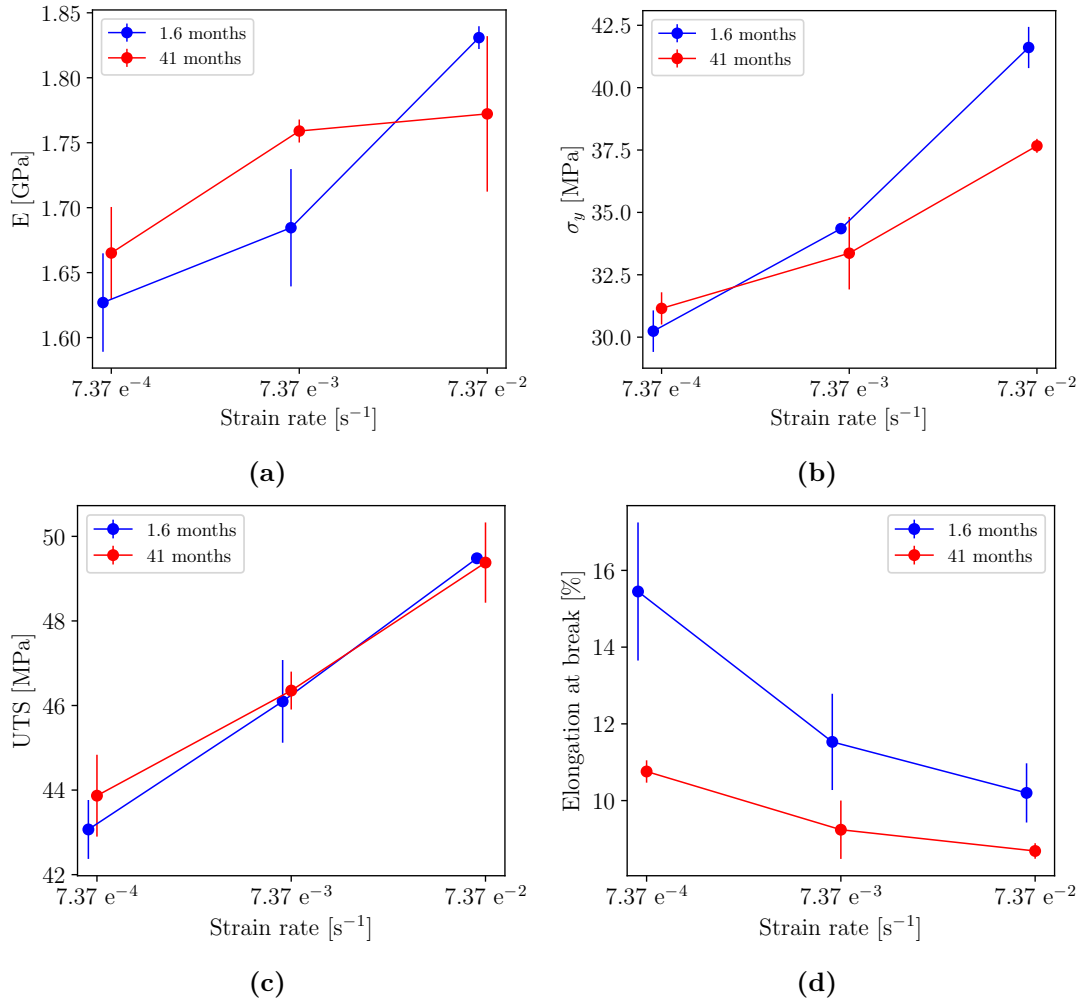 1.85
1.80
1.75
1.70
1.65
1.60
E [GPa]
1.6 months
41 months
7.37 e⁻⁴ 7.37 e⁻³ 7.37 e⁻²
Strain rate [s⁻¹]
(a)
42.5
40.0
37.5
35.0
32.5
30.0
σ_y [MPa]
1.6 months
41 months
7.37 e⁻⁴ 7.37 e⁻³ 7.37 e⁻²
Strain rate [s⁻¹]
(b)
50
48
46
44
42
UTS [MPa]
1.6 months
41 months
7.37 e⁻⁴ 7.37 e⁻³ 7.37 e⁻²
Strain rate [s⁻¹]
(c)
16
14
12
10
Elongation at break [%]
1.6 months
41 months
7.37 e⁻⁴ 7.37 e⁻³ 7.37 e⁻²
Strain rate [s⁻¹]
(d)